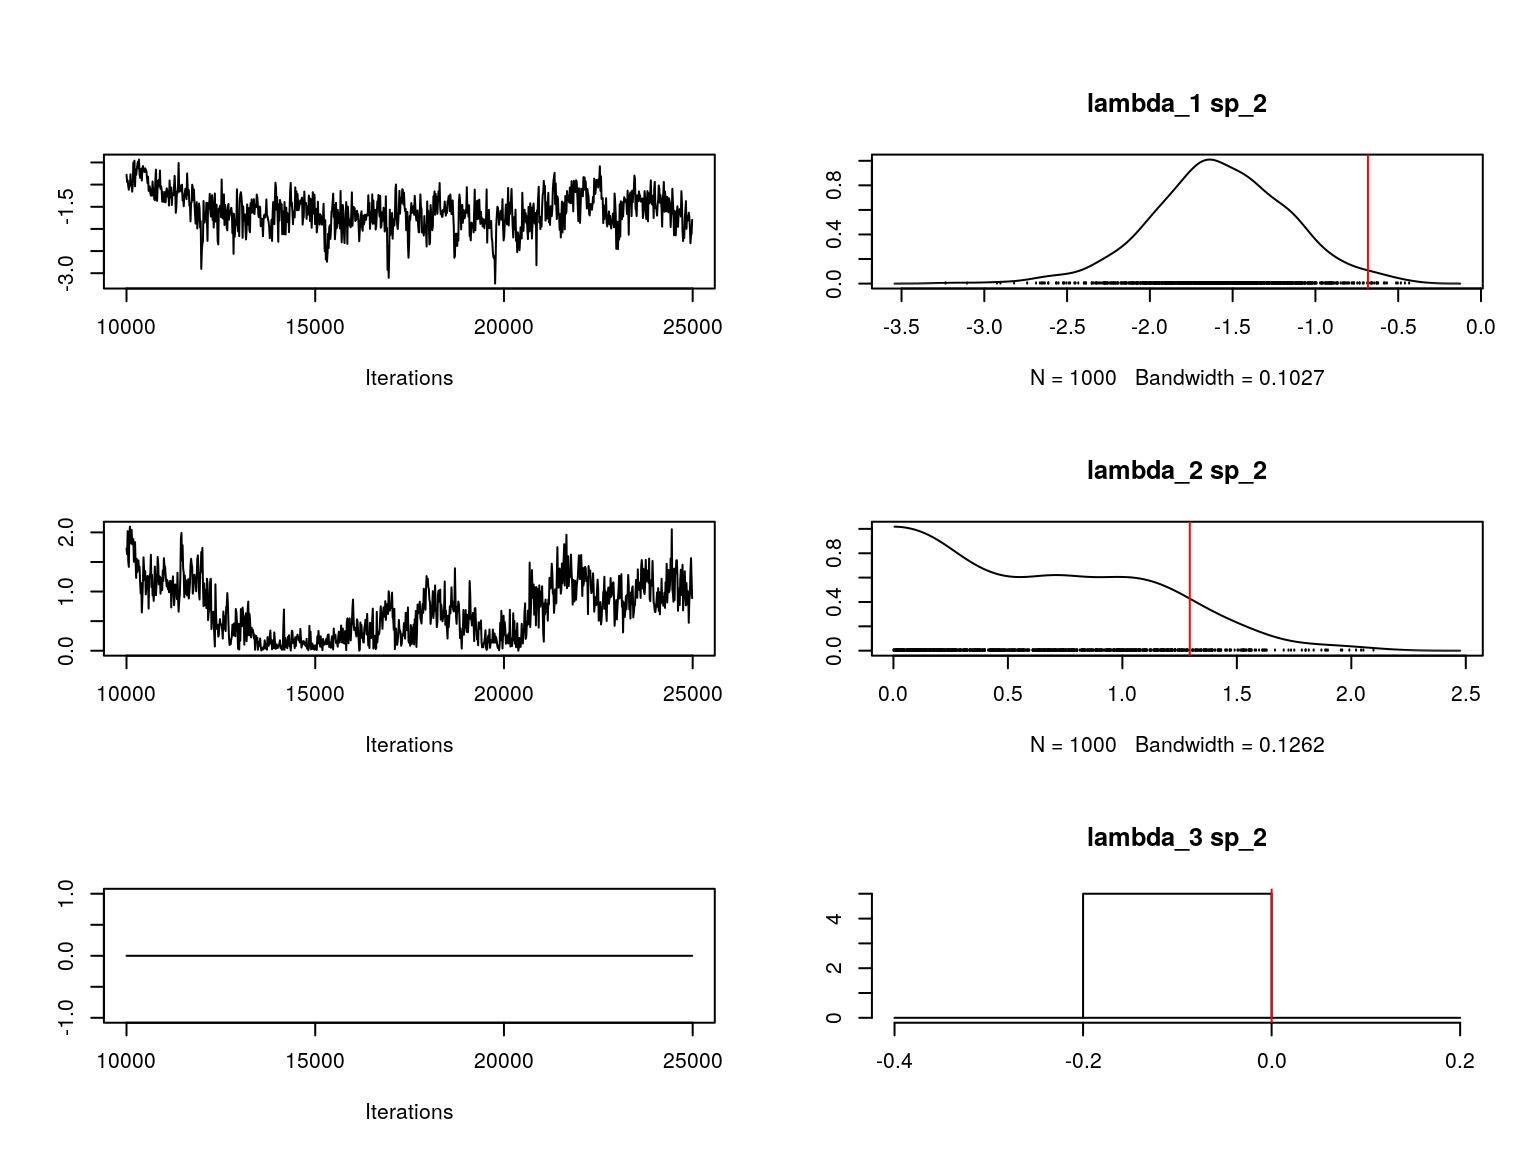 lambda_1 sp_2
-3.0 -1.5
10000 15000 20000 25000
Iterations
0.0 0.4 0.8
-3.5 -3.0 -2.5 -2.0 -1.5 -1.0 -0.5 0.0
N = 1000 Bandwidth = 0.1027
lambda_2 sp_2
0.0 1.0 2.0
10000 15000 20000 25000
Iterations
0.0 0.4 0.8
0.0 0.5 1.0 1.5 2.0 2.5
N = 1000 Bandwidth = 0.1262
lambda_3 sp_2
-1.0 0.0 1.0
10000 15000 20000 25000
Iterations
0 2 4
-0.4 -0.2 0.0 0.2